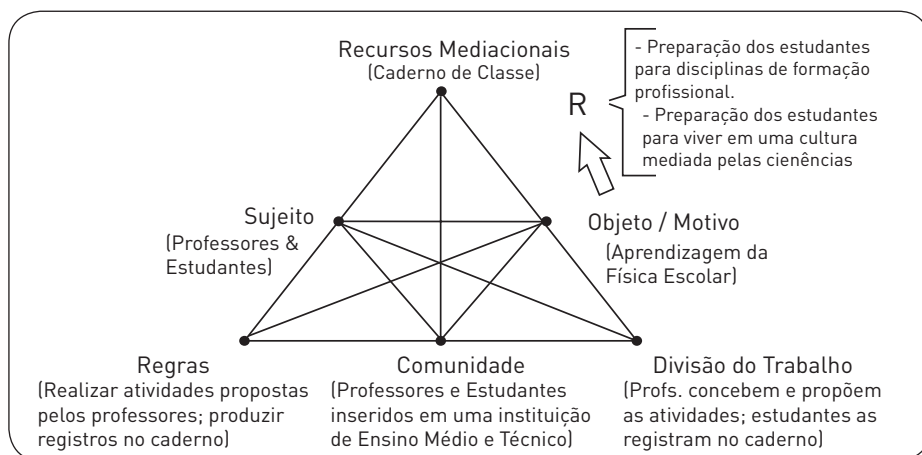 Recursos Mediacionais
(Caderno de Classe)
R
- Preparação dos estudantes
para disciplinas de formação
profissional.
- Preparação dos estudantes
para viver em uma cultura
mediada pelas cienências
Sujeito
(Professores &
Estudantes)
Objeto / Motivo
(Aprendizagem da
Física Escolar)
Regras
(Realizar atividades propostas
pelos professores; produzir
registros no caderno)
Comunidade
(Professores e Estudantes
inseridos em uma instituição
de Ensino Médio e Técnico)
Divisão do Trabalho
(Profs. concebem e propõem
as atividades; estudantes as
registram no caderno)